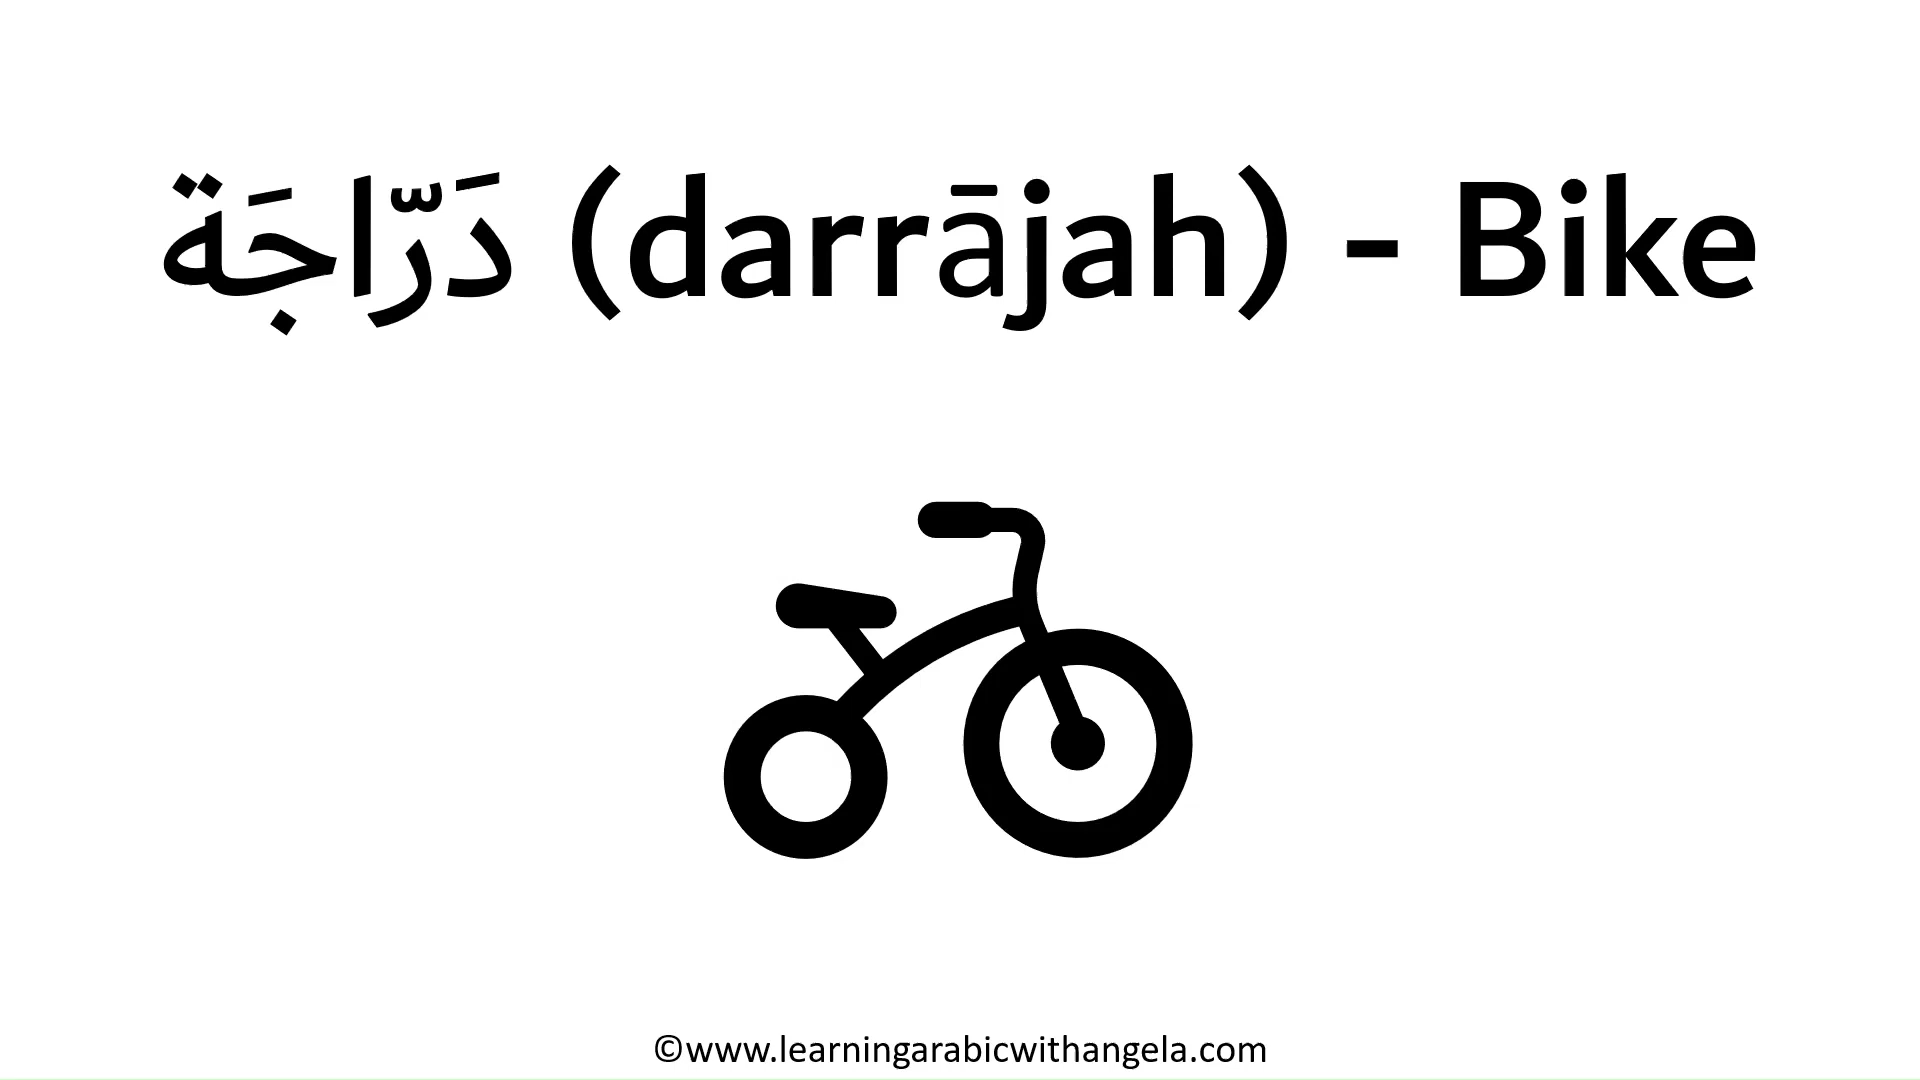 دَرَّاجَة (darrājah) - Bike
©www.learningarabicwithangela.com